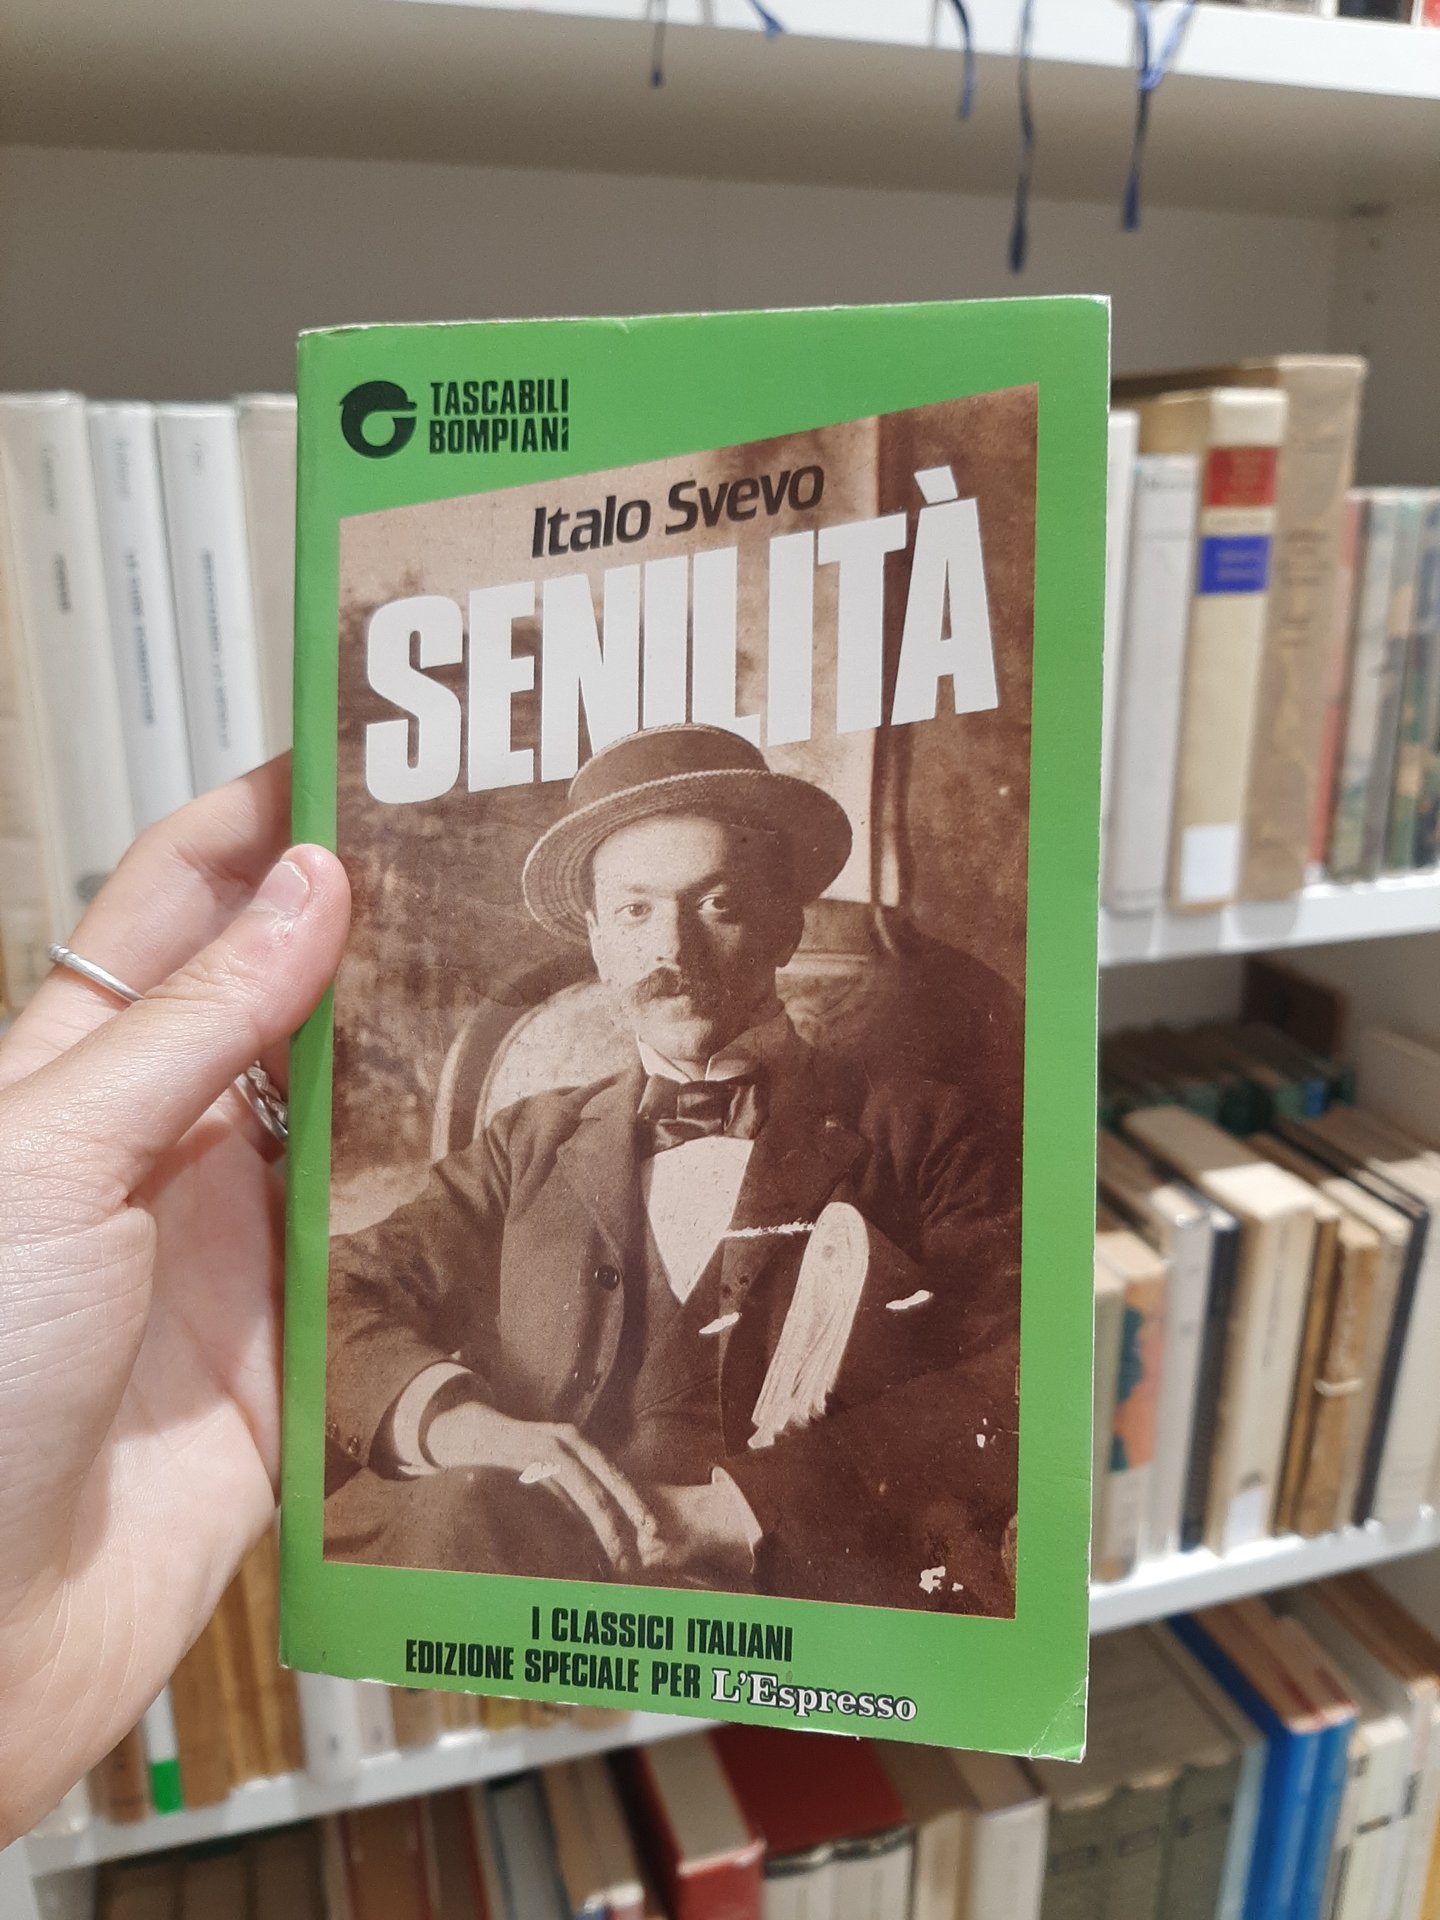 TASCABILI
BOMPIANI
Italo Svevo
SENILITÀ
I CLASSICI ITALIANI
EDIZIONE SPECIALE PER L'Espresso